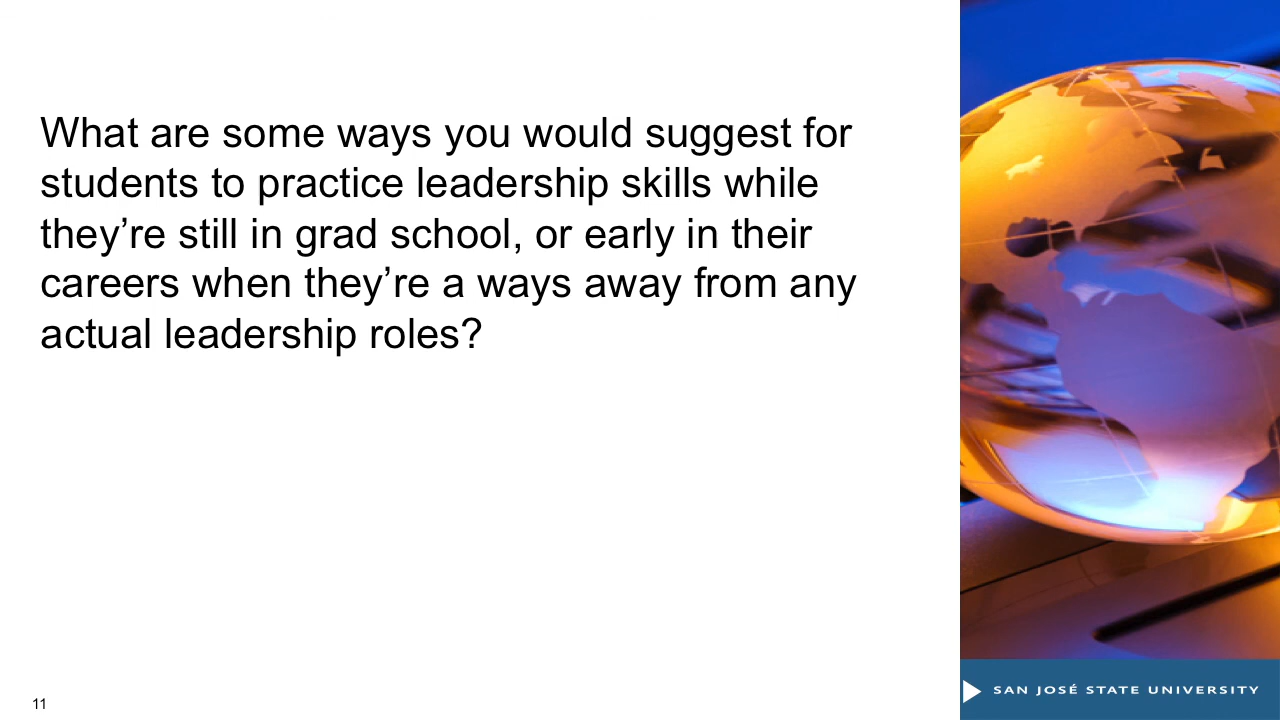 What are some ways you would suggest for
students to practice leadership skills while
they’re still in grad school, or early in their
careers when they’re a ways away from any
actual leadership roles?
11
SAN JOSÉ STATE UNIVERSITY